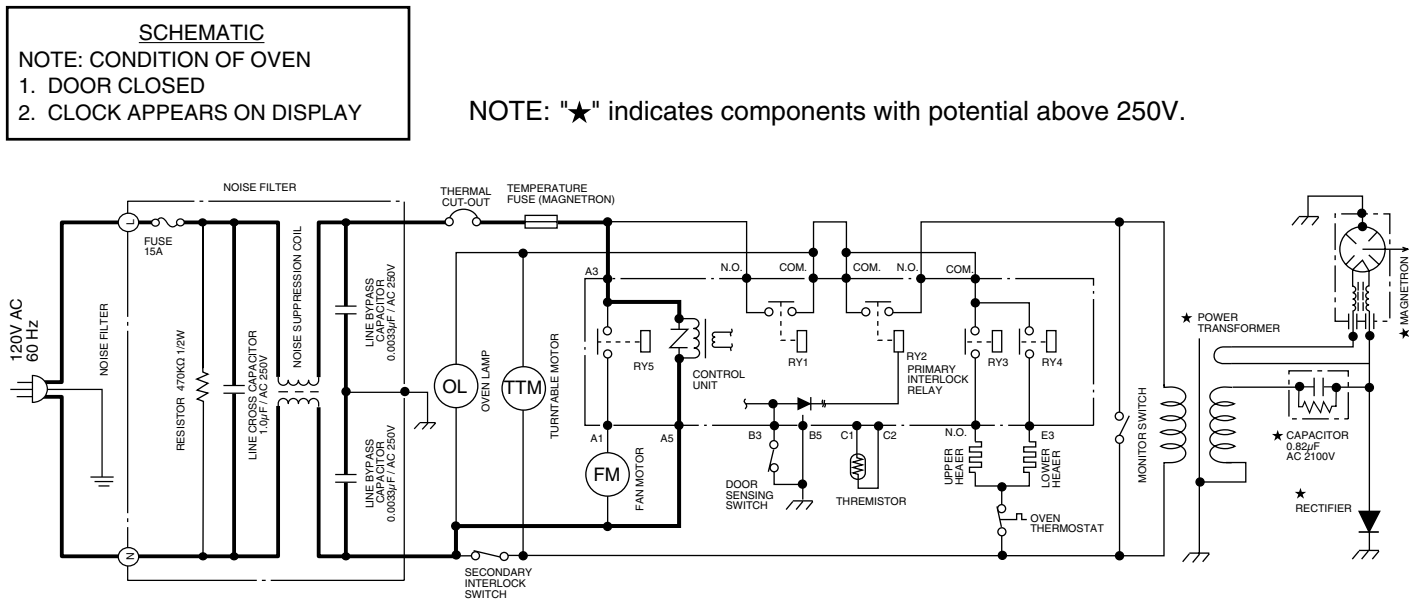 SCHEMATIC
NOTE: CONDITION OF OVEN
1. DOOR CLOSED
2. CLOCK APPEARS ON DISPLAY
NOTE: "★" indicates components with potential above 250V.
120V AC
60 Hz
NOISE FILTER
NOISE FILTER
L
N
FUSE
15A
RESISTOR 470KΩ 1/2W
LINE CROSS CAPACITOR
1.0µF / AC 250V
NOISE SUPPRESSION COIL
LINE BYPASS
CAPACITOR
0.0033µF / AC 250V
LINE BYPASS
CAPACITOR
0.0033µF / AC 250V
THERMAL
CUT-OUT
TEMPERATURE
FUSE (MAGNETRON)
OL
OVEN LAMP
TTM
TURNTABLE MOTOR
SECONDARY
INTERLOCK
SWITCH
A3
RY5
A1
A5
FM
FAN MOTOR
CONTROL
UNIT
N.O.
COM.
COM.
N.O.
COM.
RY1
RY2
PRIMARY
INTERLOCK
RELAY
RY3
RY4
B3
B5
C1
C2
N.O.
E3
DOOR
SENSING
SWITCH
THREMISTOR
UPPER
HEAER
LOWER
HEAER
OVEN
THERMOSTAT
MONITOR SWITCH
★ POWER
TRANSFORMER
★ CAPACITOR
0.82µF
AC 2100V
★
RECTIFIER
★ MAGNETRON